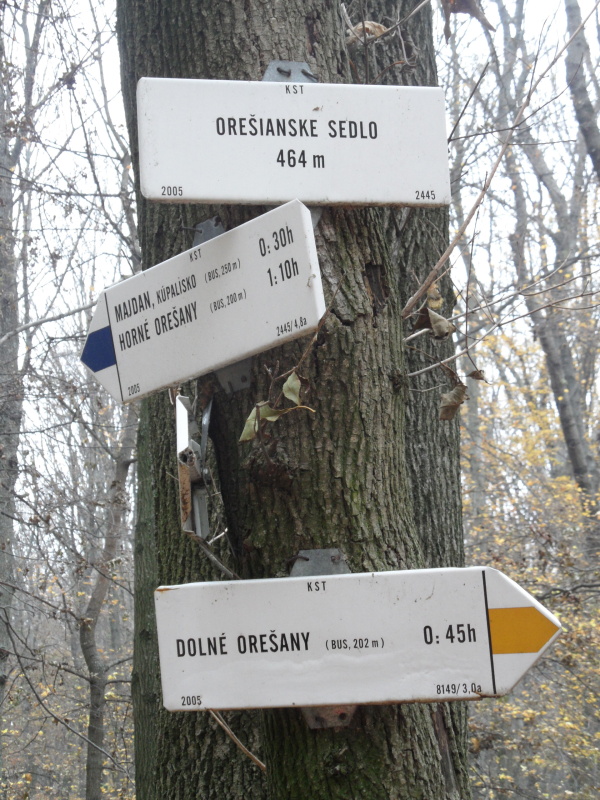 KST
OREŠIANSKE SEDLO
464 m
2005 2445
KST
MAJDAN, KÚPALISKO (BUS, 250 m) 0:30h
HORNÉ OREŠANY (BUS, 200 m) 1:10h
2005 2445/4,8a
KST
DOLNÉ OREŠANY (BUS, 202 m) 0:45h
2005 8149/3,0a